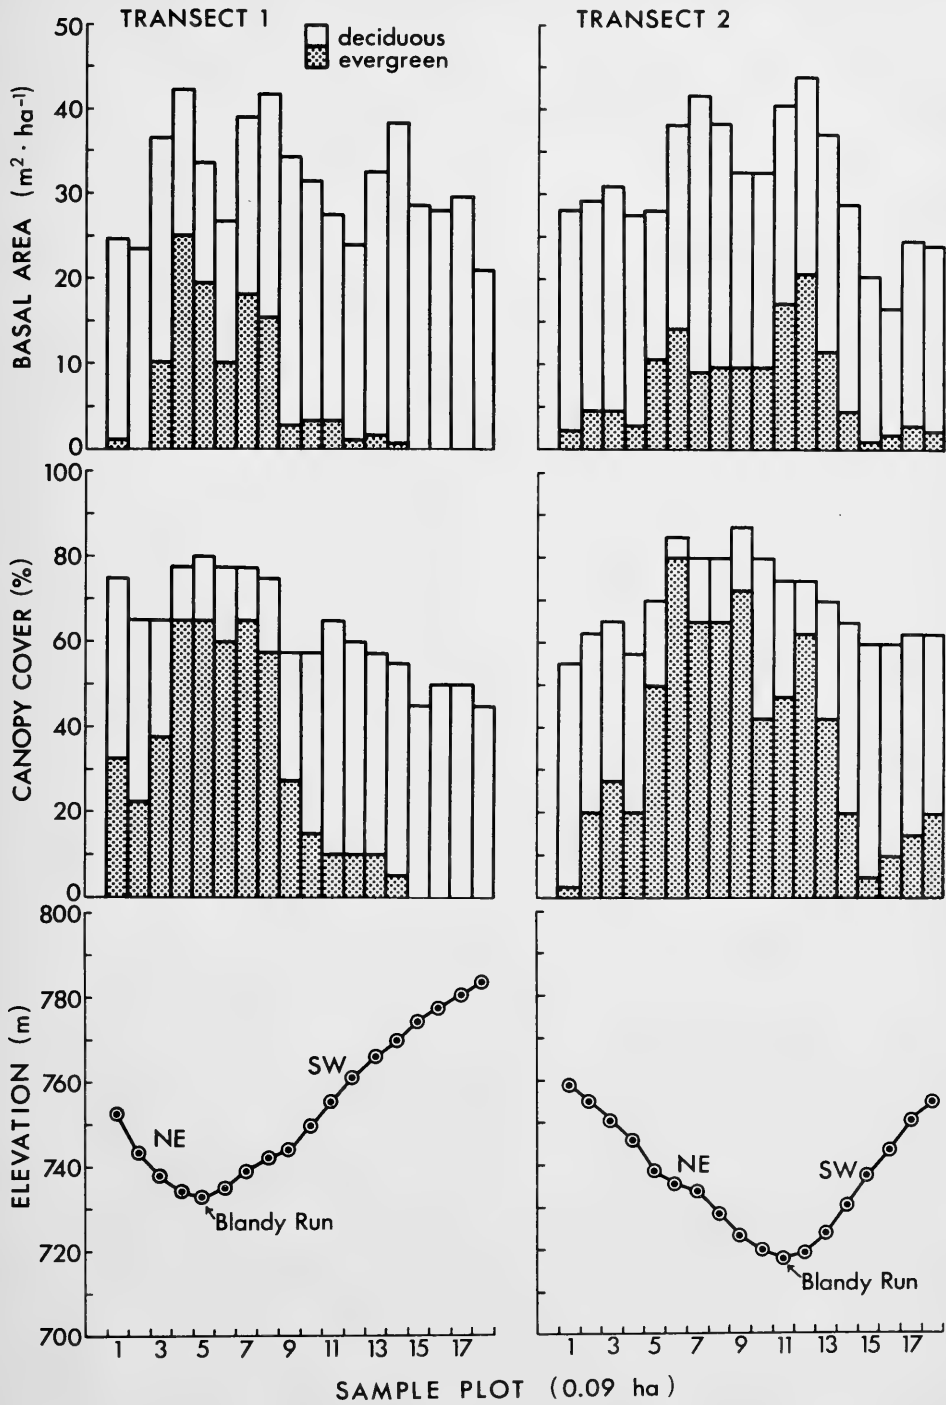 TRANSECT 1
TRANSECT 2
deciduous
evergreen
BASAL AREA (m²·ha⁻¹)
50
40
30
20
10
0
CANOPY COVER (%)
100
80
60
40
20
0
ELEVATION (m)
800
780
760
740
720
700
NE
SW
Blandy Run
NE
SW
Blandy Run
1 3 5 7 9 11 13 15 17
1 3 5 7 9 11 13 15 17
SAMPLE PLOT (0.09 ha)